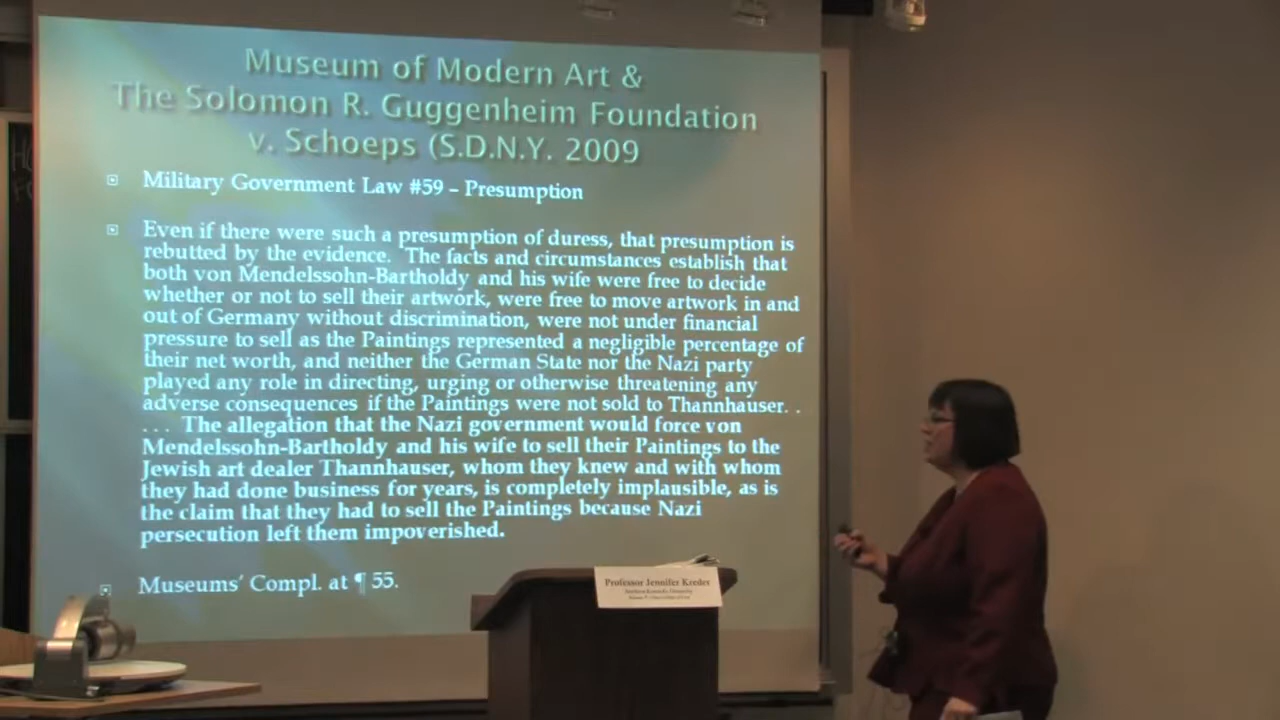 Museum of Modern Art &
The Solomon R. Guggenheim Foundation
v. Schoeps (S.D.N.Y. 2009
Military Government Law #59 – Presumption
Even if there were such a presumption of duress, that presumption is
rebutted by the evidence. The facts and circumstances establish that
both von Mendelssohn-Bartholdy and his wife were free to decide
whether or not to sell their artwork, were free to move artwork in and
out of Germany without discrimination, were not under financial
pressure to sell as the Paintings represented a negligible percentage of
their net worth, and neither the German State nor the Nazi party
played any role in directing, urging or otherwise threatening any
adverse consequences if the Paintings were not sold to Thannhauser. .
. . . The allegation that the Nazi government would force von
Mendelssohn-Bartholdy and his wife to sell their Paintings to the
Jewish art dealer Thannhauser, whom they knew and with whom
they had done business for years, is completely implausible, as is
the claim that they had to sell the Paintings because Nazi
persecution left them impoverished.
Museums' Compl. at ¶ 55.
Professor Jennifer Kreder